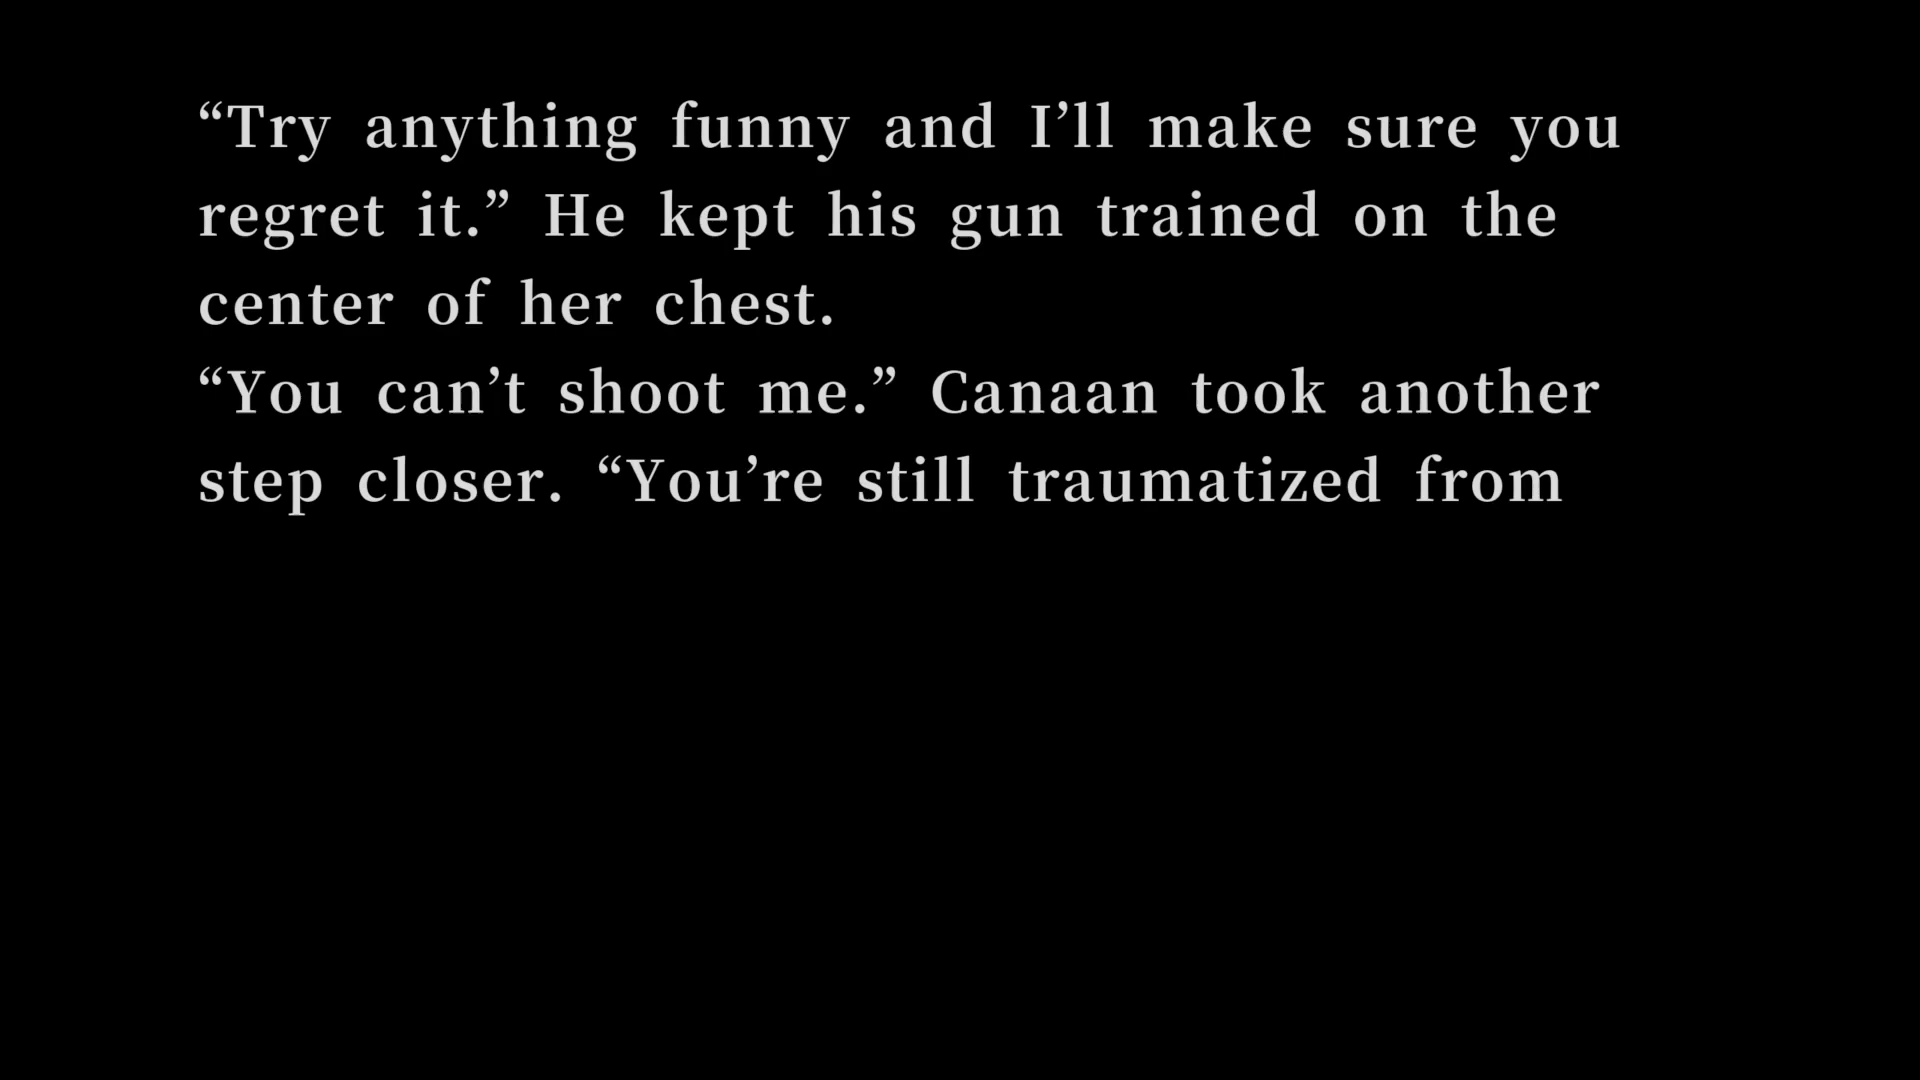 “Try anything funny and I’ll make sure you
regret it.” He kept his gun trained on the
center of her chest.
“You can’t shoot me.” Canaan took another
step closer. “You’re still traumatized from